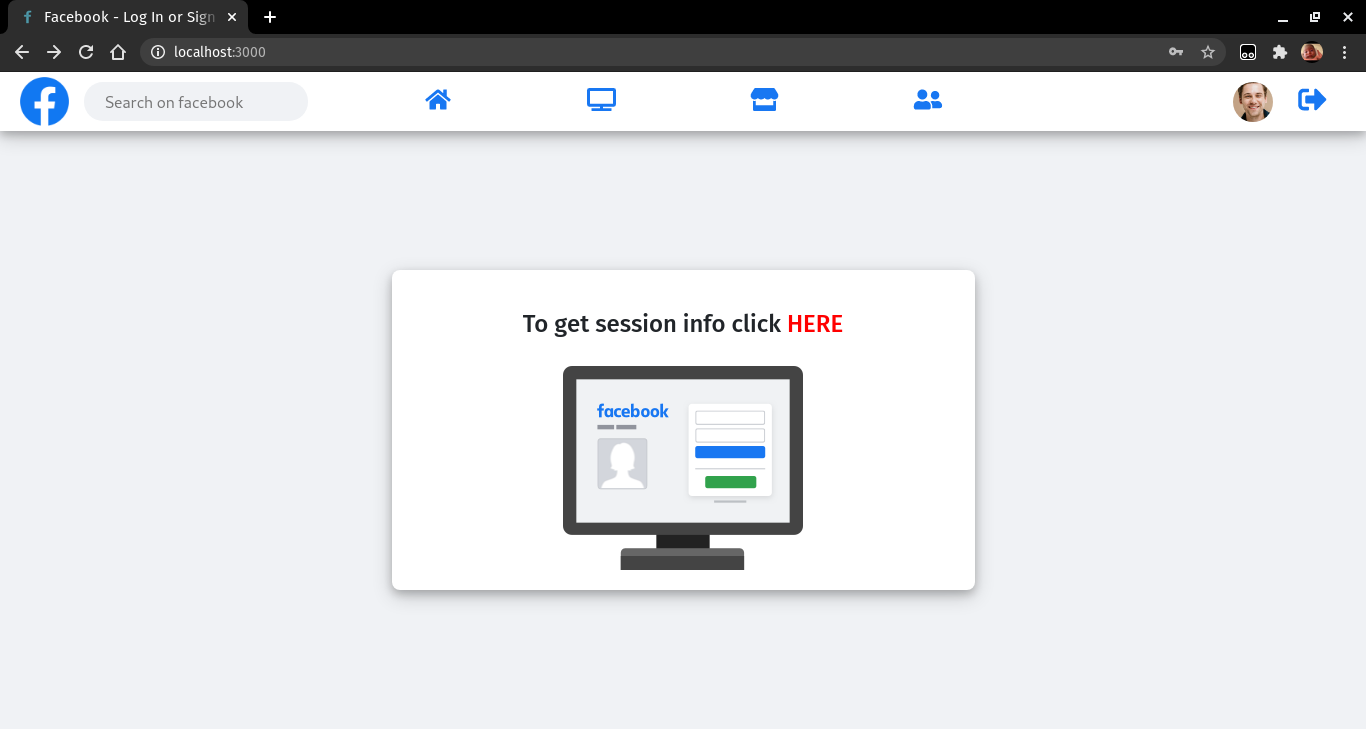 Facebook - Log In or Sign
localhost:3000
Search on facebook
To get session info click HERE
facebook